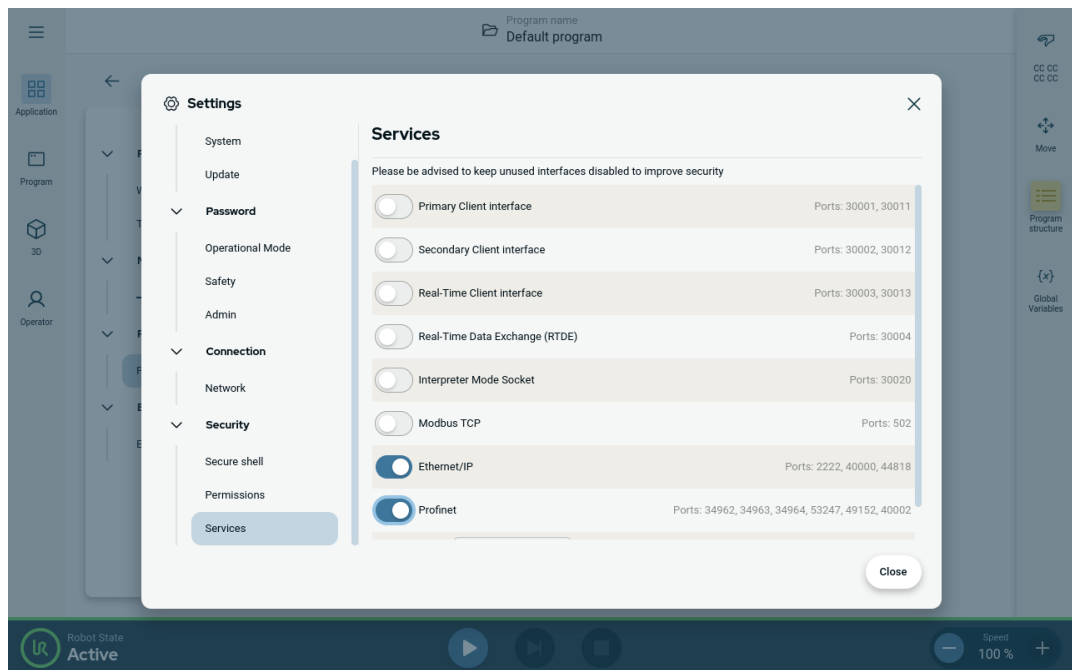 Program name
Default program
CC CC
CC CC
Application
Program
3D
Operator
Move
Program
structure
{x}
Global
Variables
Settings
System
Update
Password
Operational Mode
Safety
Admin
Connection
Network
Security
Secure shell
Permissions
Services
Services
Please be advised to keep unused interfaces disabled to improve security
Primary Client interface Ports: 30001, 30011
Secondary Client interface Ports: 30002, 30012
Real-Time Client interface Ports: 30003, 30013
Real-Time Data Exchange (RTDE) Ports: 30004
Interpreter Mode Socket Ports: 30020
Modbus TCP Ports: 502
Ethernet/IP Ports: 2222, 40000, 44818
Profinet Ports: 34962, 34963, 34964, 53247, 49152, 40002
Close
UR
Robot State
Active
Speed
100 %